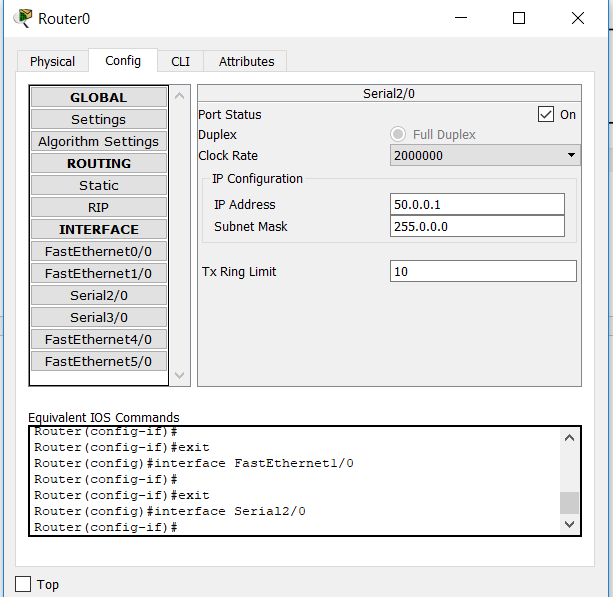 Router0
Physical Config CLI Attributes
GLOBAL
Settings
Algorithm Settings
ROUTING
Static
RIP
INTERFACE
FastEthernet0/0
FastEthernet1/0
Serial2/0
Serial3/0
FastEthernet4/0
FastEthernet5/0
Serial2/0
Port Status On
Duplex Full Duplex
Clock Rate 2000000
IP Configuration
IP Address 50.0.0.1
Subnet Mask 255.0.0.0
Tx Ring Limit 10
Equivalent IOS Commands
Router(config-if)#
Router(config-if)#exit
Router(config)#interface FastEthernet1/0
Router(config-if)#
Router(config-if)#exit
Router(config)#interface Serial2/0
Router(config-if)#
Top